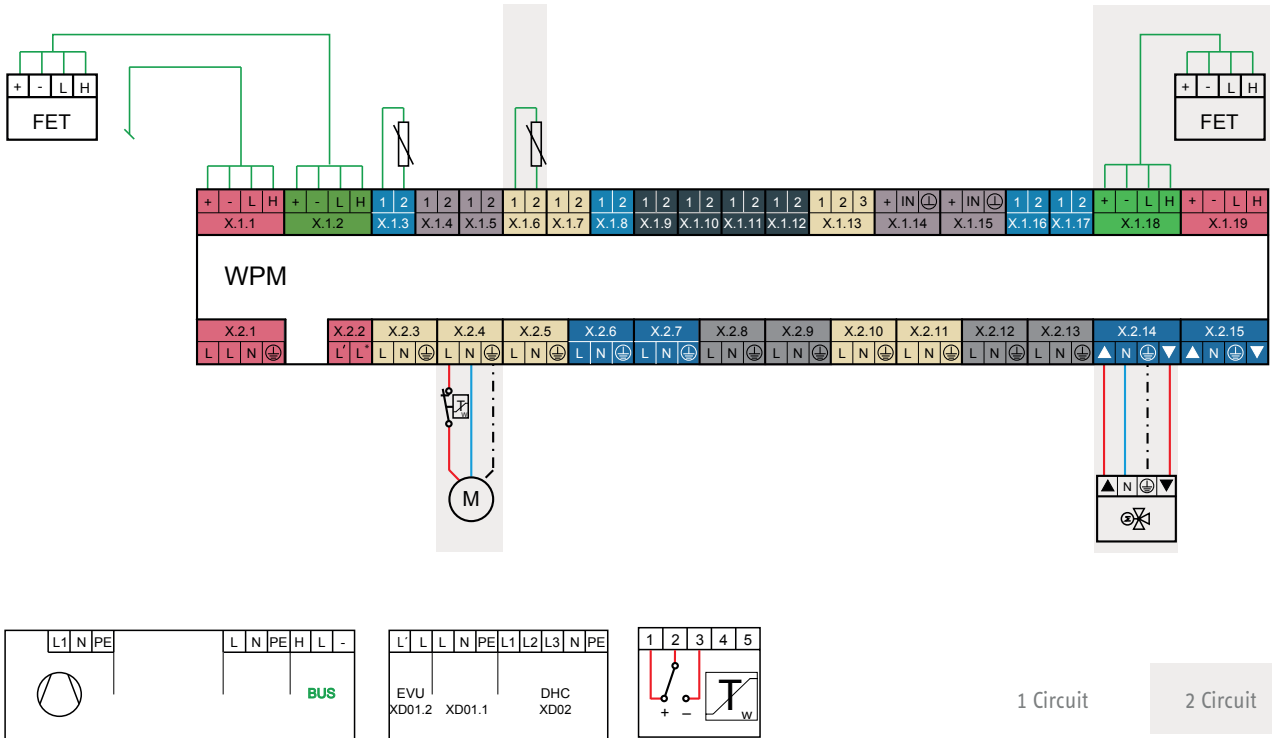 + - L H
FET
+ - L H
FET
+ - L H + - L H 1 2 1 2 1 2 1 2 1 2 1 2 1 2 1 2 1 2 1 2 1 2 3 + IN + IN 1 2 1 2 + - L H + - L H
X.1.1 X.1.2 X.1.3 X.1.4 X.1.5 X.1.6 X.1.7 X.1.8 X.1.9 X.1.10 X.1.11 X.1.12 X.1.13 X.1.14 X.1.15 X.1.16 X.1.17 X.1.18 X.1.19
WPM
X.2.1 X.2.2 X.2.3 X.2.4 X.2.5 X.2.6 X.2.7 X.2.8 X.2.9 X.2.10 X.2.11 X.2.12 X.2.13 X.2.14 X.2.15
L L N L' L* L N L N L N L N L N L N L N L N L N L N L N ▲ N ▼ ▲ N ▼
T W
M
▲ N ▼
M
L1 N PE L N PE H L -
BUS
L' L L N PE L1 L2 L3 N PE
EVU DHC
XD01.2 XD01.1 XD02
1 2 3 4 5
+ - T W
1 Circuit 2 Circuit